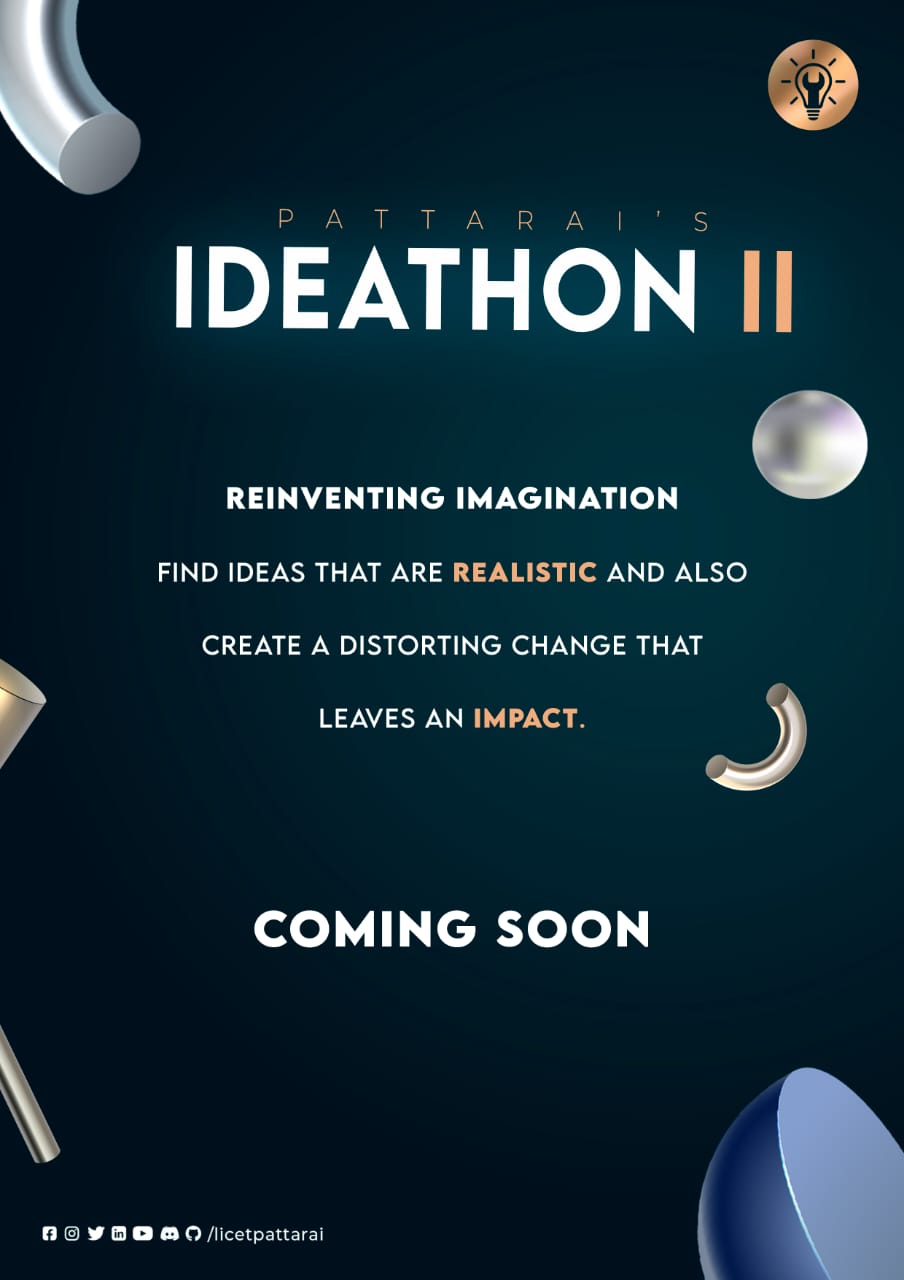 PATTARAI'S
IDEATHON II
REINVENTING IMAGINATION
FIND IDEAS THAT ARE REALISTIC AND ALSO
CREATE A DISTORTING CHANGE THAT
LEAVES AN IMPACT.
COMING SOON
/licetpattarai